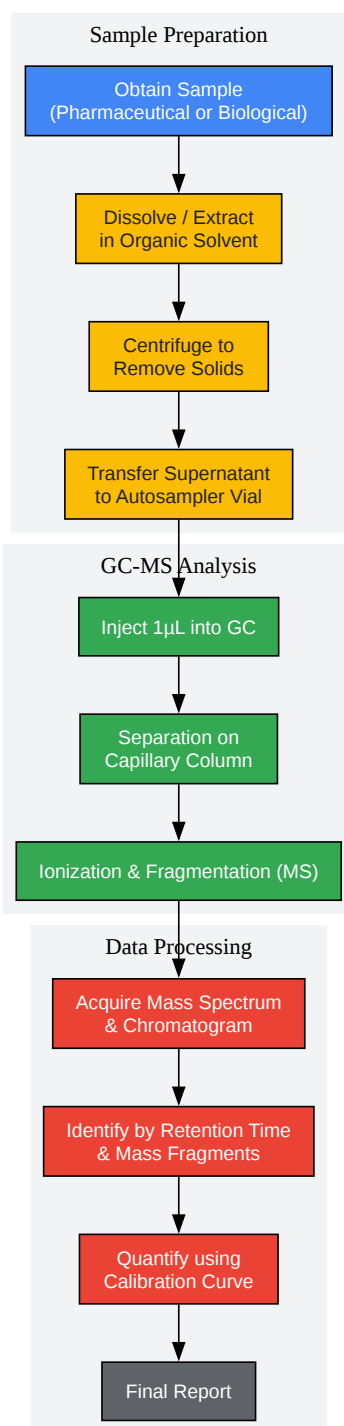 Sample Preparation
Obtain Sample
(Pharmaceutical or Biological)
Dissolve / Extract
in Organic Solvent
Centrifuge to
Remove Solids
Transfer Supernatant
to Autosampler Vial
GC-MS Analysis
Inject 1µL into GC
Separation on
Capillary Column
Ionization & Fragmentation (MS)
Data Processing
Acquire Mass Spectrum
& Chromatogram
Identify by Retention Time
& Mass Fragments
Quantify using
Calibration Curve
Final Report